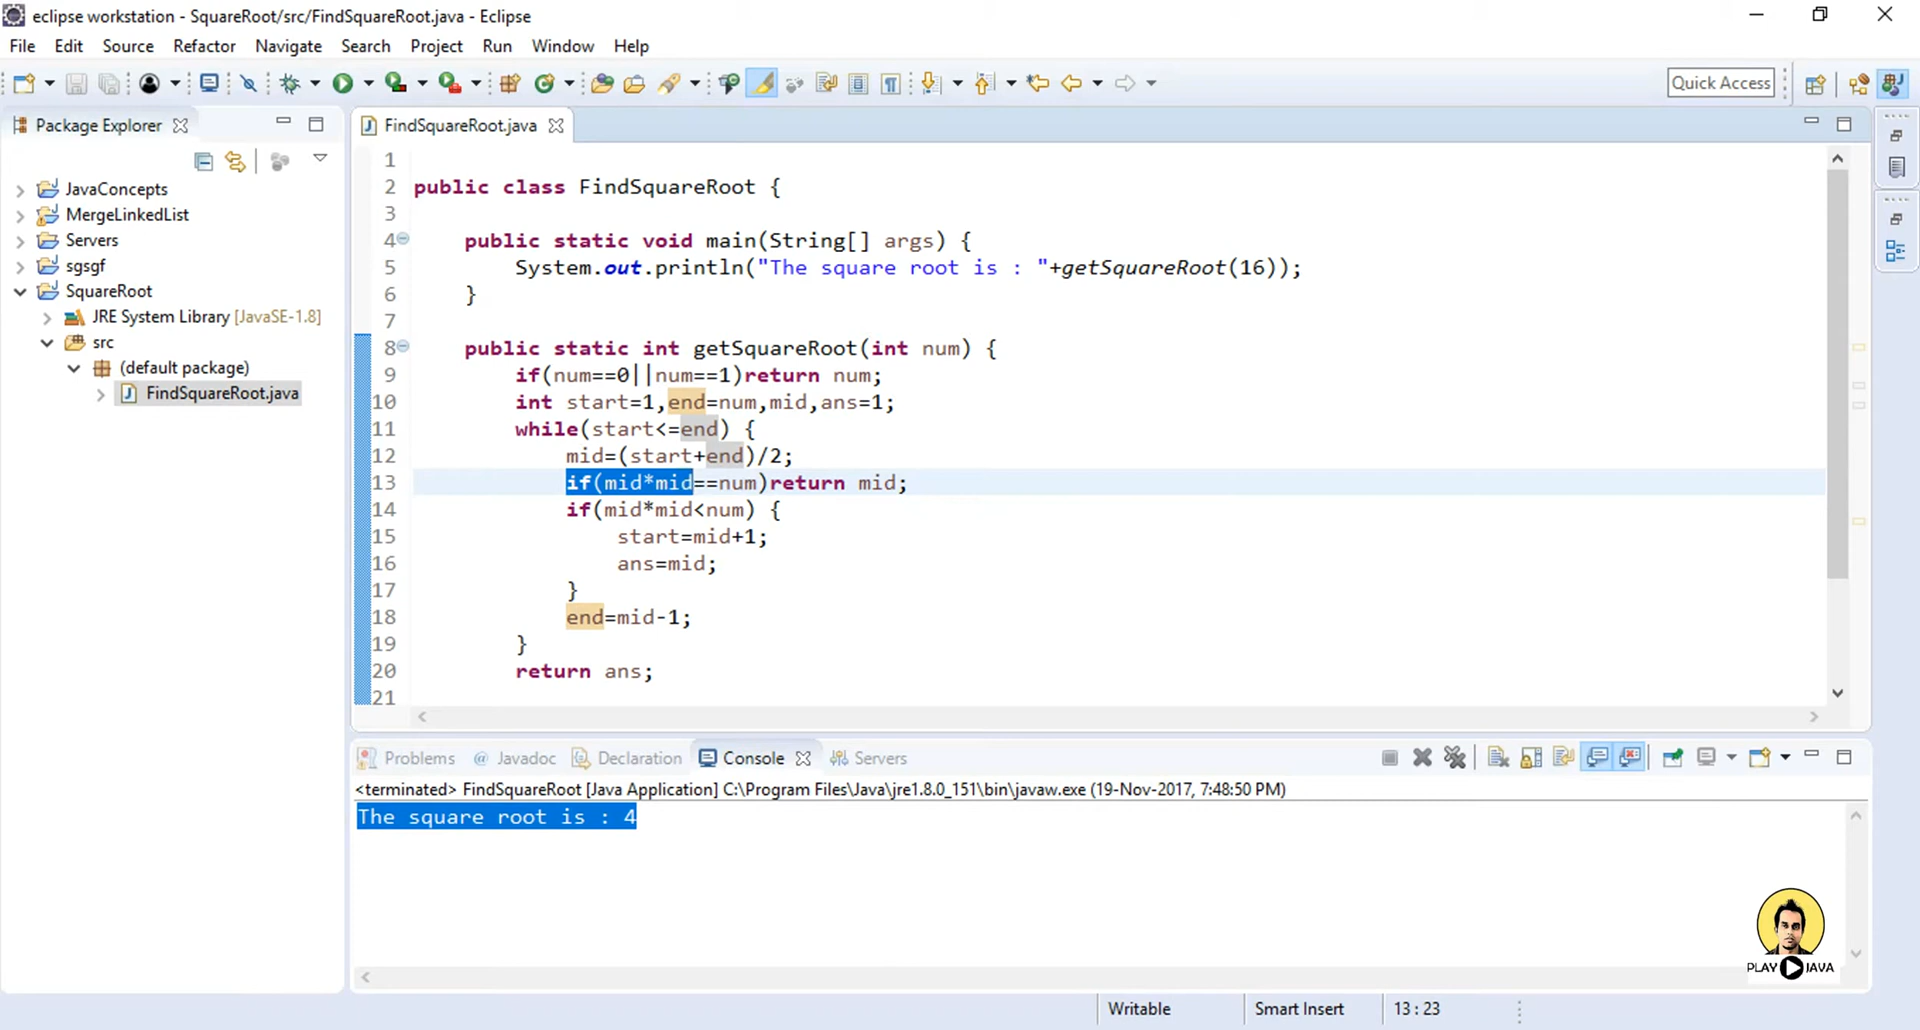 eclipse workstation - SquareRoot/src/FindSquareRoot.java - Eclipse
File Edit Source Refactor Navigate Search Project Run Window Help
Quick Access
Package Explorer
FindSquareRoot.java
JavaConcepts
MergeLinkedList
Servers
sgsgf
SquareRoot
JRE System Library [JavaSE-1.8]
src
(default package)
FindSquareRoot.java
1
2 public class FindSquareRoot {
3
4 public static void main(String[] args) {
5 System.out.println("The square root is : "+getSquareRoot(16));
6 }
7
8 public static int getSquareRoot(int num) {
9 if(num==0||num==1)return num;
10 int start=1,end=num,mid,ans=1;
11 while(start<=end) {
12 mid=(start+end)/2;
13 if(mid*mid==num)return mid;
14 if(mid*mid<num) {
15 start=mid+1;
16 ans=mid;
17 }
18 end=mid-1;
19 }
20 return ans;
21
Problems @ Javadoc Declaration Console Servers
<terminated> FindSquareRoot [Java Application] C:\Program Files\Java\jre1.8.0_151\bin\javaw.exe (19-Nov-2017, 7:48:50 PM)
The square root is : 4
PLAY JAVA
Writable Smart Insert 13 : 23